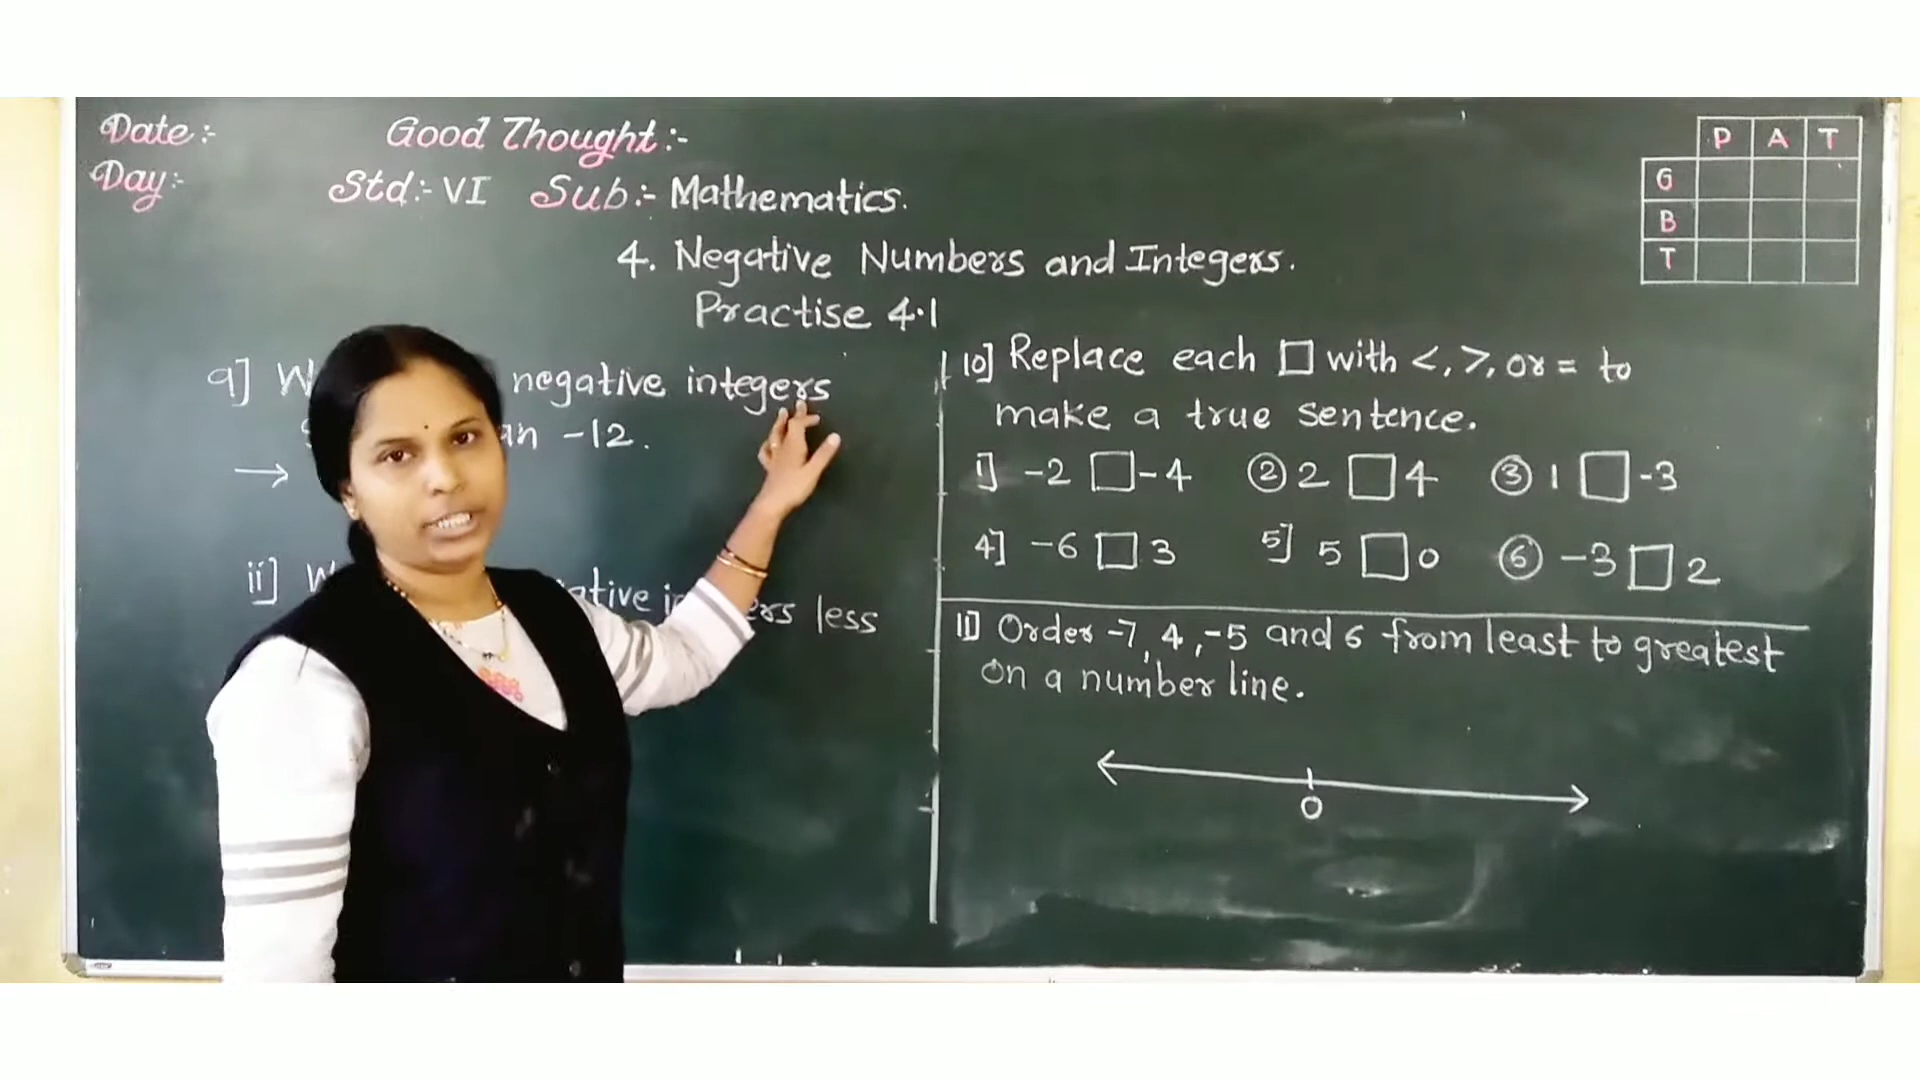 Date:- Good Thought:-
Day:- Std:- VI Sub:- Mathematics.
P A T
G
B
T
4. Negative Numbers and Integers.
Practise 4.1
9] negative integers
-12.
→
ii] less
10] Replace each □ with <, >, or = to
make a true sentence.
1] -2 □ -4 ② 2 □ 4 ③ 1 □ -3
4] -6 □ 3 5] 5 □ 0 ⑥ -3 □ 2
11] Order -7, 4, -5 and 6 from least to greatest
on a number line.
0